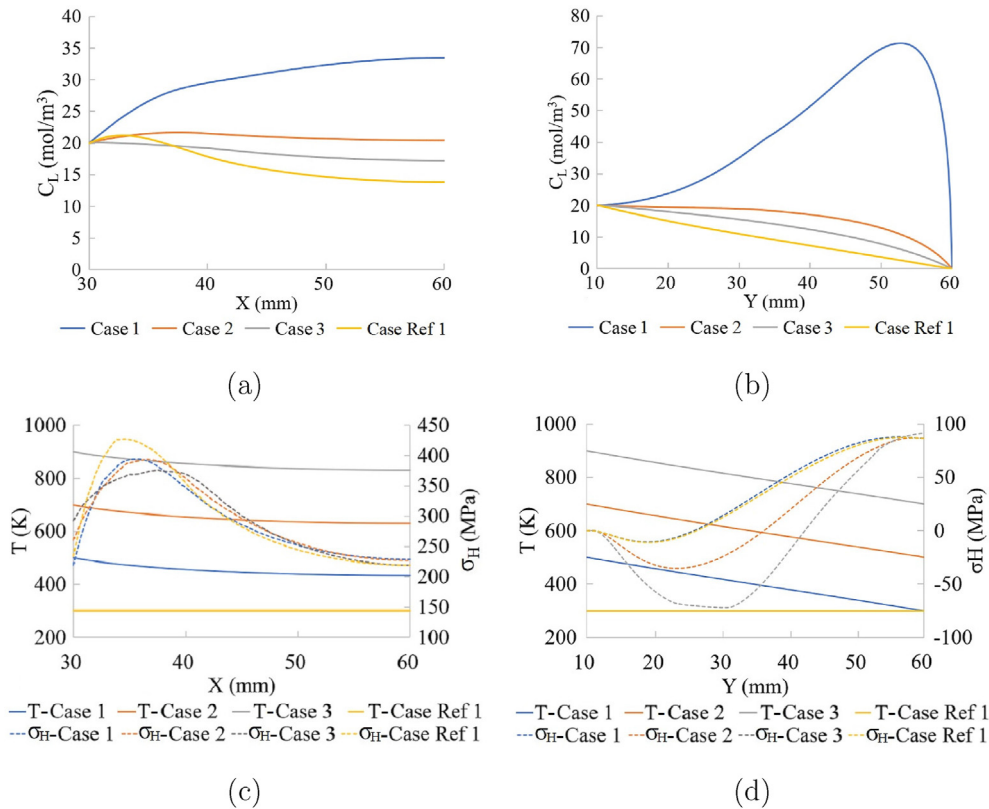 40
35
30
25
20
15
10
5
0
C_L (mol/m³)
30 40 50 60
X (mm)
Case 1 Case 2 Case 3 Case Ref 1
(a)
80
70
60
50
40
30
20
10
0
C_L (mol/m³)
10 20 30 40 50 60
Y (mm)
Case 1 Case 2 Case 3 Case Ref 1
(b)
1000
800
600
400
200
T (K)
450
400
350
300
250
200
150
100
σ_H (MPa)
30 40 50 60
X (mm)
T-Case 1 T-Case 2 T-Case 3 T-Case Ref 1
σ_H-Case 1 σ_H-Case 2 σ_H-Case 3 σ_H-Case Ref 1
(c)
1000
800
600
400
200
T (K)
100
50
0
-50
-100
σH (MPa)
10 20 30 40 50 60
Y (mm)
T-Case 1 T-Case 2 T-Case 3 T-Case Ref 1
σ_H-Case 1 σ_H-Case 2 σ_H-Case 3 σ_H-Case Ref 1
(d)